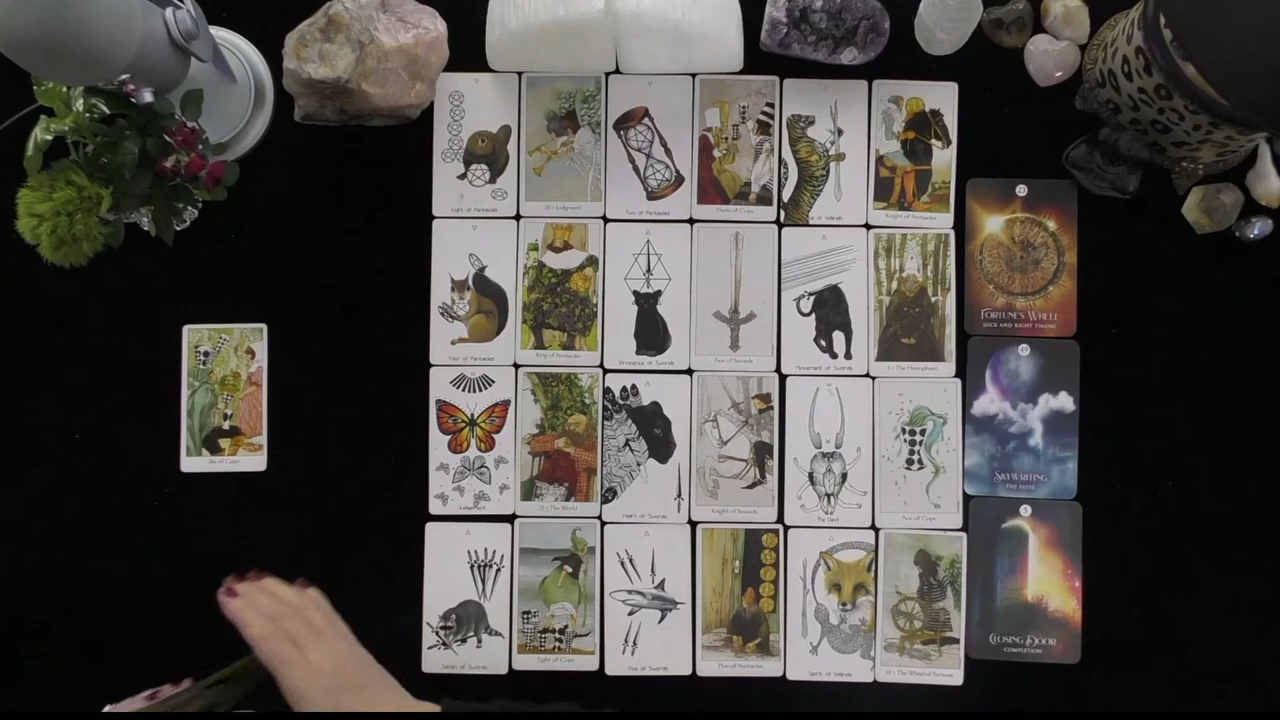 Eight of Pentacles
20 • Judgment
Two of Pentacles
Three of Cups
of Wands
Knight of Pentacles
23
FORTUNE'S WHEEL
LUCK AND RIGHT TIMING
Four of Pentacles
King of Pentacles
of Swords
Ace of Swords
Movement of Swords
5 • The Hierophant
49
SKYWRITING
THE FATES
Six of Cups
Judgement
21 • The World
Heart of Swords
Knight of Swords
The Devil
Ace of Cups
5
CLOSING DOOR
COMPLETION
Seven of Swords
Eight of Cups
Five of Swords
Five of Pentacles
Spirit of Wands
10 • The Wheel of Fortune